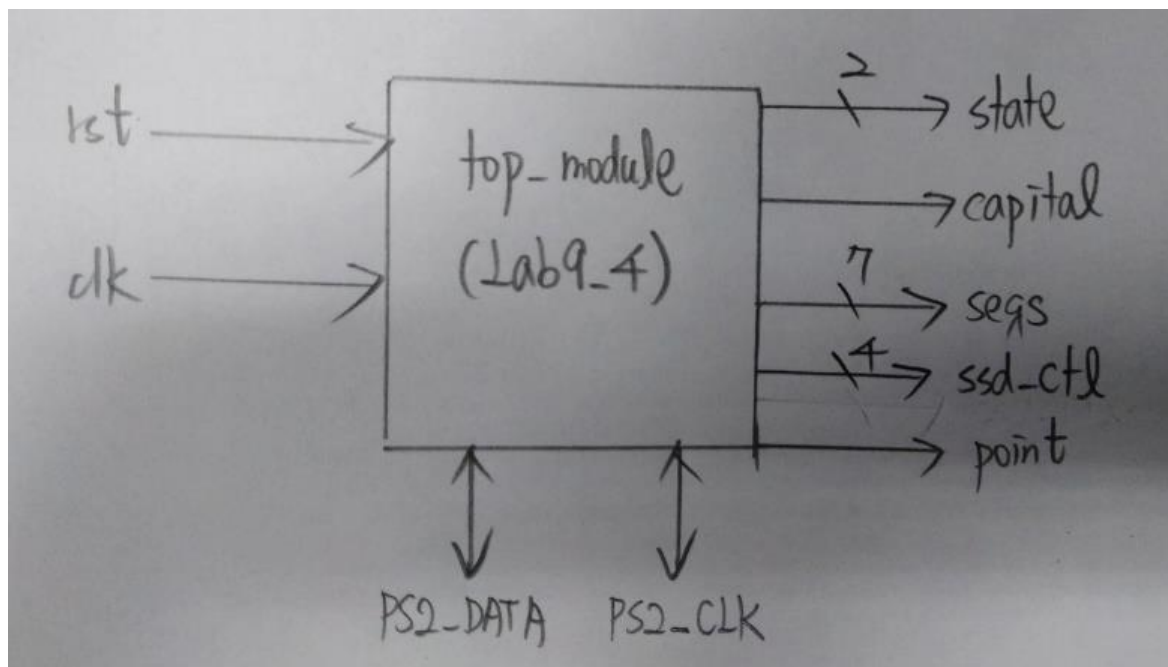 rst
clk
top_module
(Lab9_4)
2
state
capital
7
segs
4
ssd_ctl
point
PS2_DATA
PS2_CLK